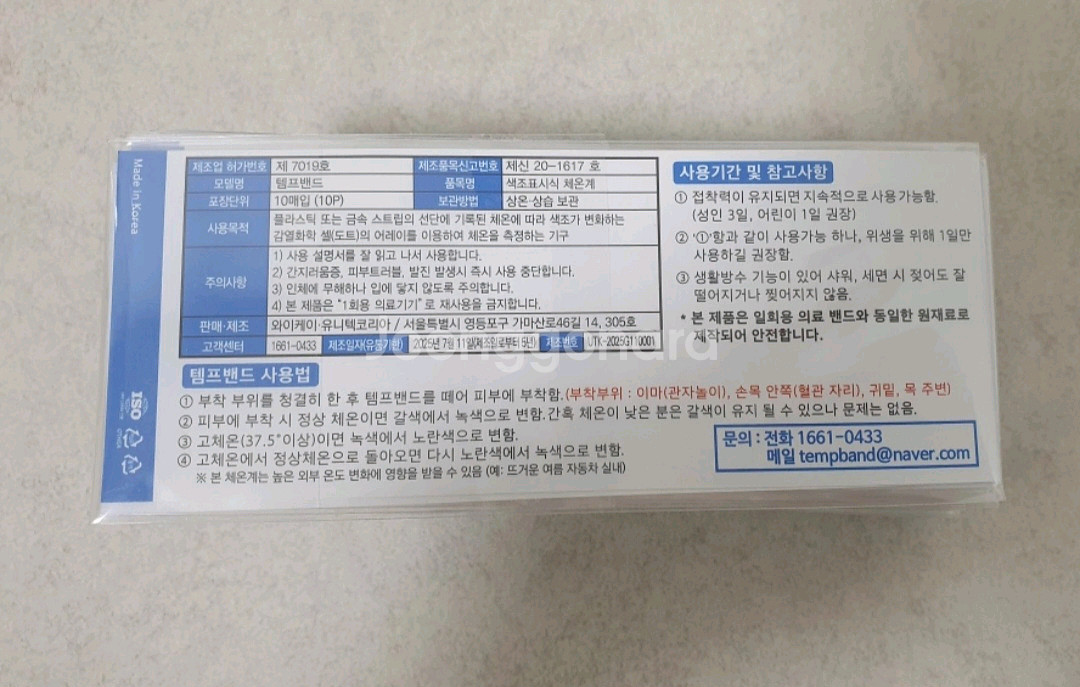 Made in Korea
ISO
제조업 허가번호 제 7019호 제조품목신고번호 제신 20-1617 호
모델명 템프밴드 품목명 색조표시식 체온계
포장단위 10매입 (10P) 보관방법 상온·상습 보관
사용목적 플라스틱 또는 금속 스트립의 선단에 기록된 체온에 따라 색조가 변화하는
감열화학 셀(도트)의 어레이를 이용하여 체온을 측정하는 기구
주의사항
1) 사용 설명서를 잘 읽고 나서 사용합니다.
2) 간지러움증, 피부트러블, 발진 발생시 즉시 사용 중단합니다.
3) 인체에 무해하나 입에 닿지 않도록 주의합니다.
4) 본 제품은 "1회용 의료기기" 로 재사용을 금지합니다.
판매·제조 와이케이·유니텍코리아 / 서울특별시 영등포구 가마산로46길 14, 305호
고객센터 1661-0433 제조일자(유통기한) 2025년 7월 11일(제조일로부터 5년) 제조번호 UTK-2025G110001
사용기간 및 참고사항
① 접착력이 유지되면 지속적으로 사용가능함.
(성인 3일, 어린이 1일 권장)
② '①'항과 같이 사용가능 하나, 위생을 위해 1일만
사용하길 권장함.
③ 생활방수 기능이 있어 샤워, 세면 시 젖어도 잘
떨어지거나 찢어지지 않음.
* 본 제품은 일회용 의료 밴드와 동일한 원재료로
제작되어 안전합니다.
템프밴드 사용법
① 부착 부위를 청결히 한 후 템프밴드를 떼어 피부에 부착함.(부착부위 : 이마(관자놀이), 손목 안쪽(혈관 자리), 귀밑, 목 주변)
② 피부에 부착 시 정상 체온이면 갈색에서 녹색으로 변함.간혹 체온이 낮은 분은 갈색이 유지 될 수 있으나 문제는 없음.
③ 고체온(37.5°이상)이면 녹색에서 노란색으로 변함.
④ 고체온에서 정상체온으로 돌아오면 다시 노란색에서 녹색으로 변함.
※ 본 체온계는 높은 외부 온도 변화에 영향을 받을 수 있음 (예: 뜨거운 여름 자동차 실내)
문의 : 전화 1661-0433
메일 tempband@naver.com
joonggonara